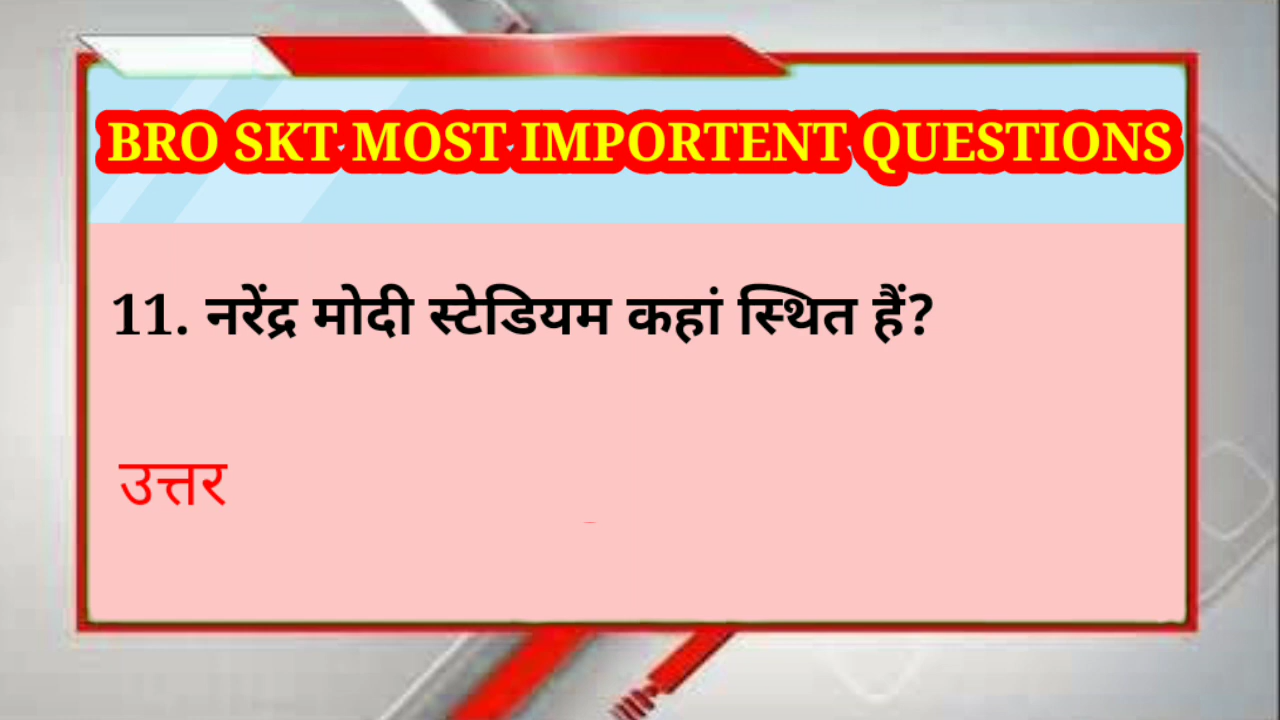 BRO SKT MOST IMPORTENT QUESTIONS
11. नरेंद्र मोदी स्टेडियम कहां स्थित हैं?
उत्तर